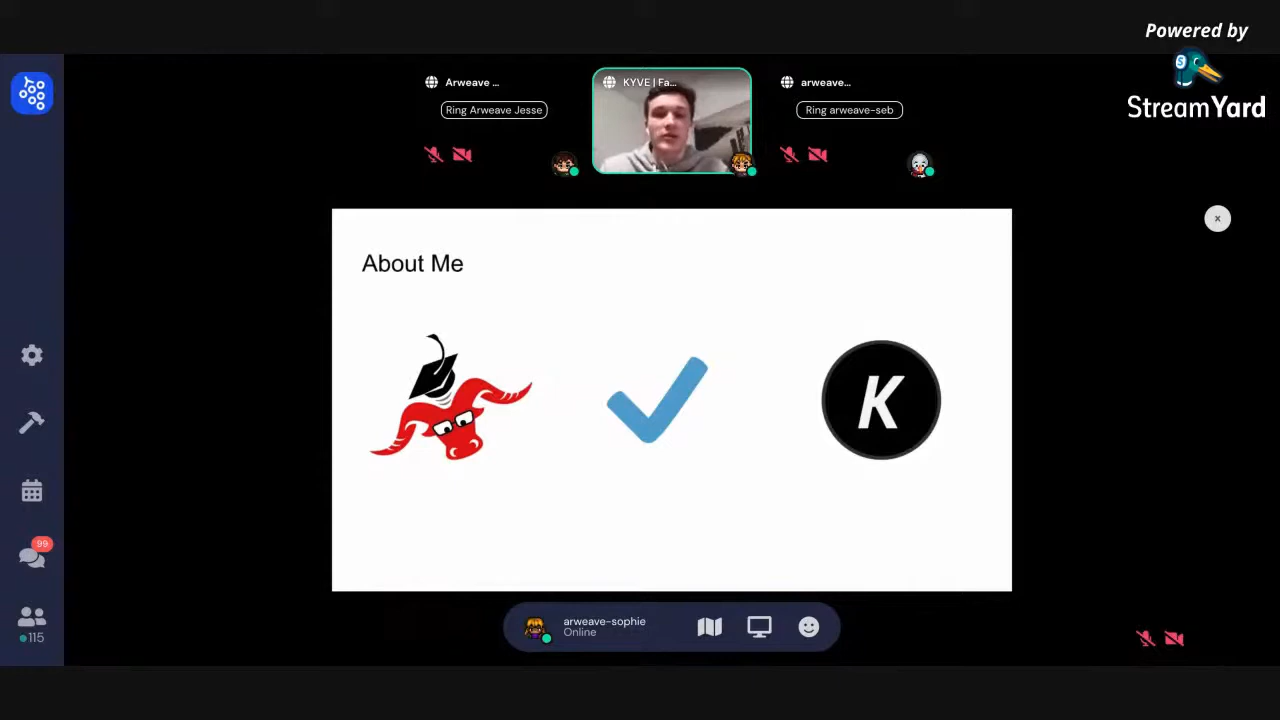 Powered by
StreamYard
Arweave ...
KYVE | Fa...
arweave...
Ring Arweave Jesse
Ring arweave-seb
x
About Me
K
99
115
arweave-sophie
Online